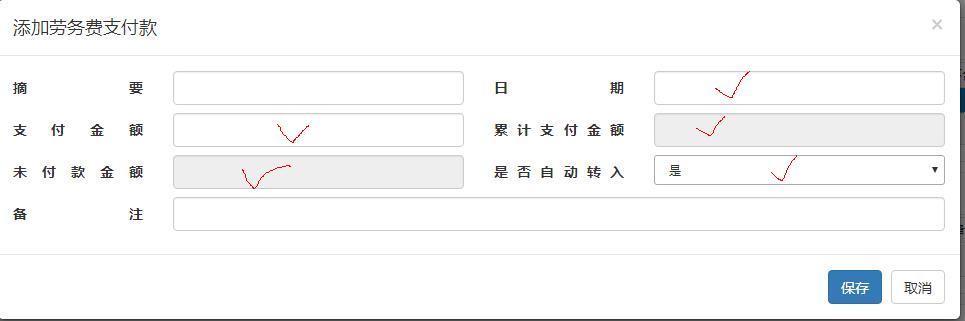 添加劳务费支付款 ×
摘要 日期
支付金额 累计支付金额
未付款金额 是否自动转入 是
备注
保存 取消